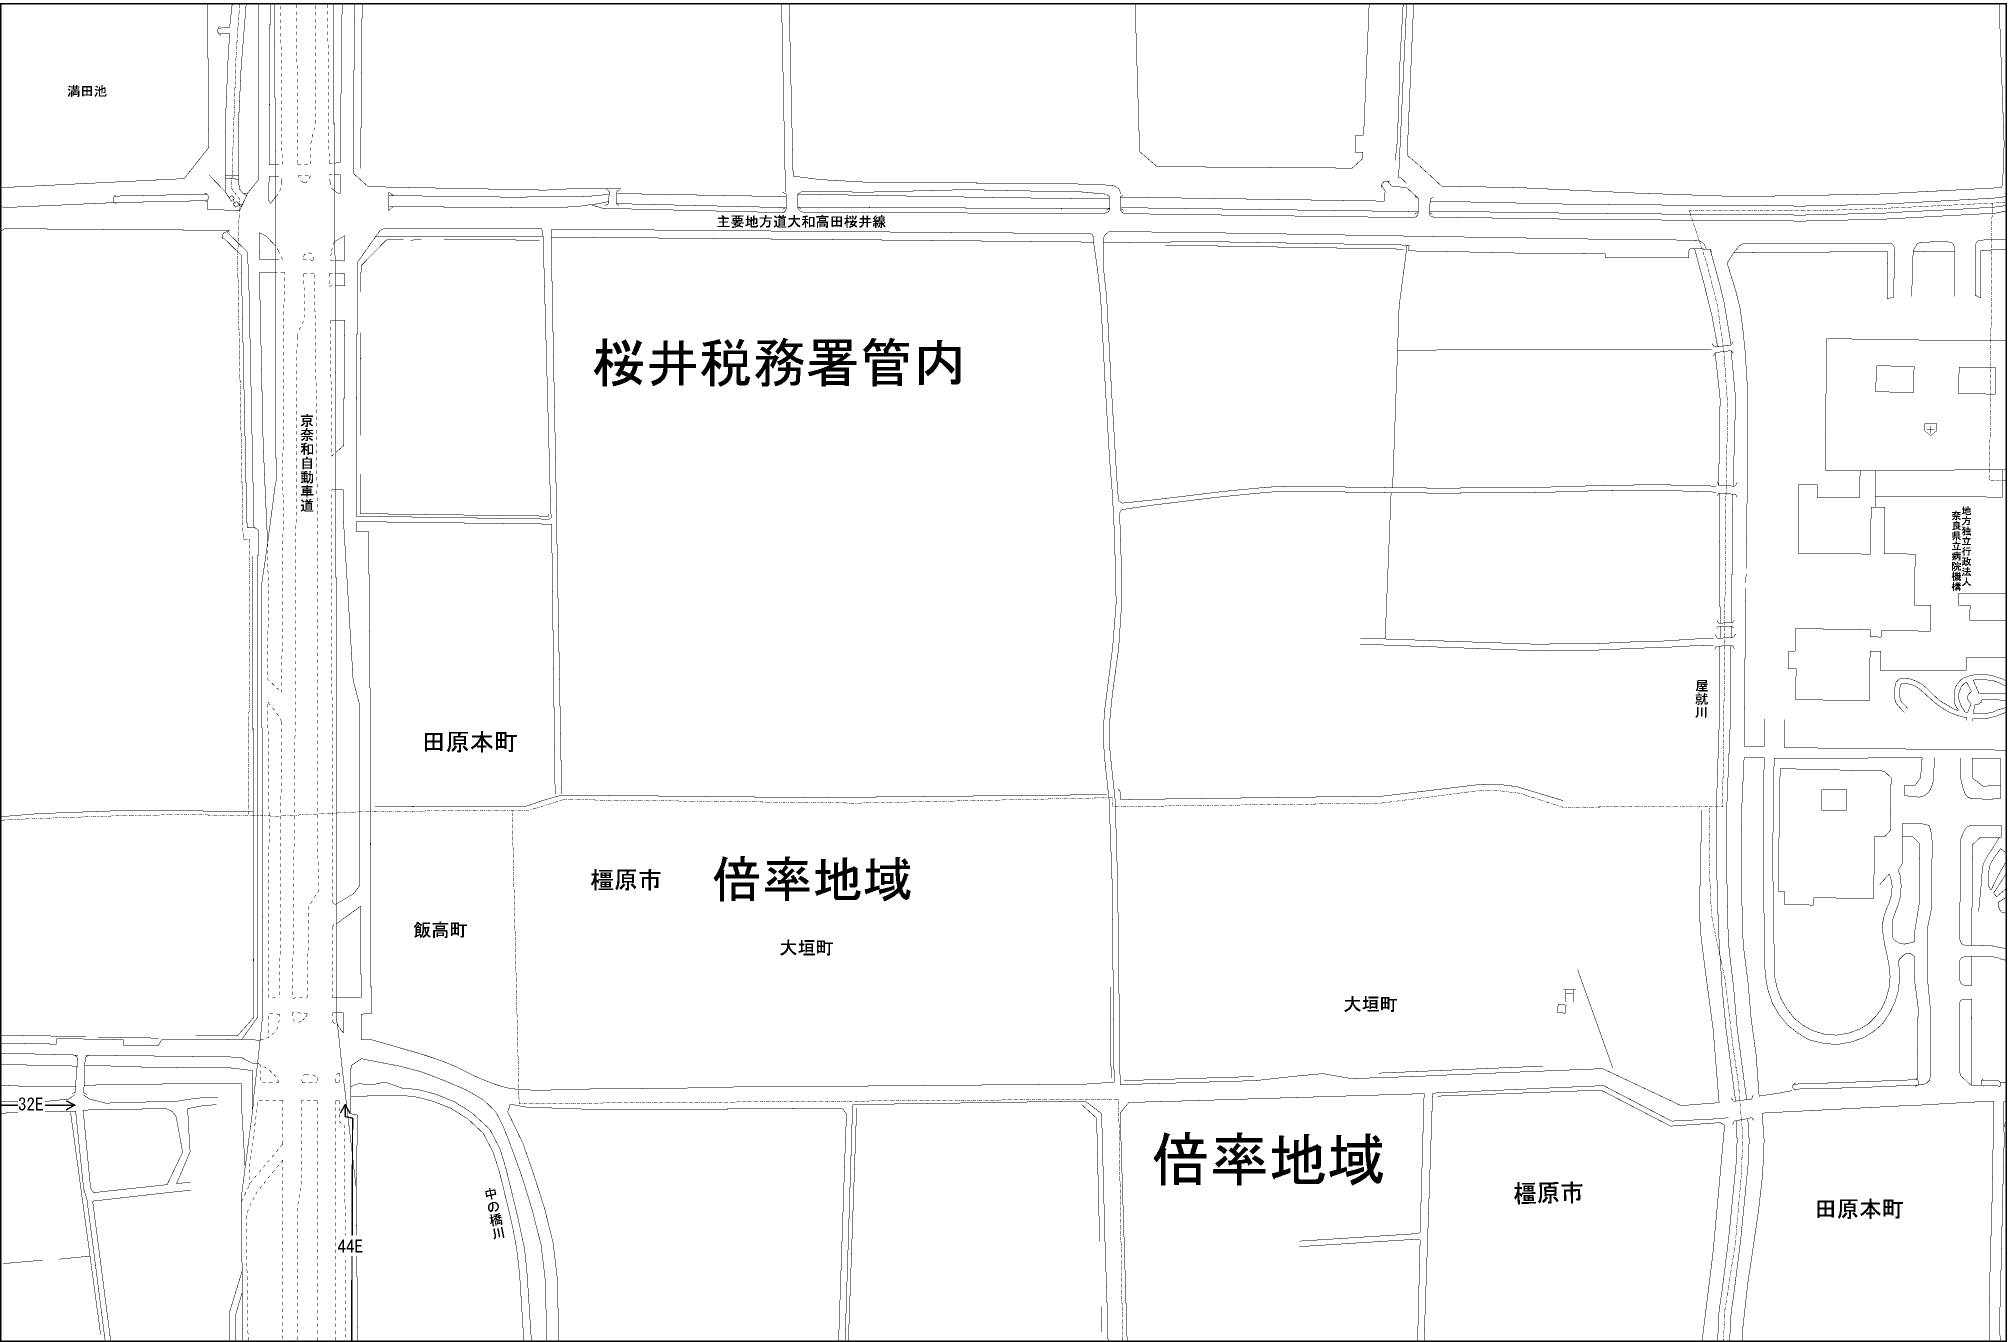 満田池
主要地方道大和高田桜井線
桜井税務署管内
京奈和自動車道
地方独立行政法人
奈良県立病院機構
屋就川
田原本町
橿原市
倍率地域
飯高町
大垣町
大垣町
32E
倍率地域
橿原市
田原本町
中の橋川
44E